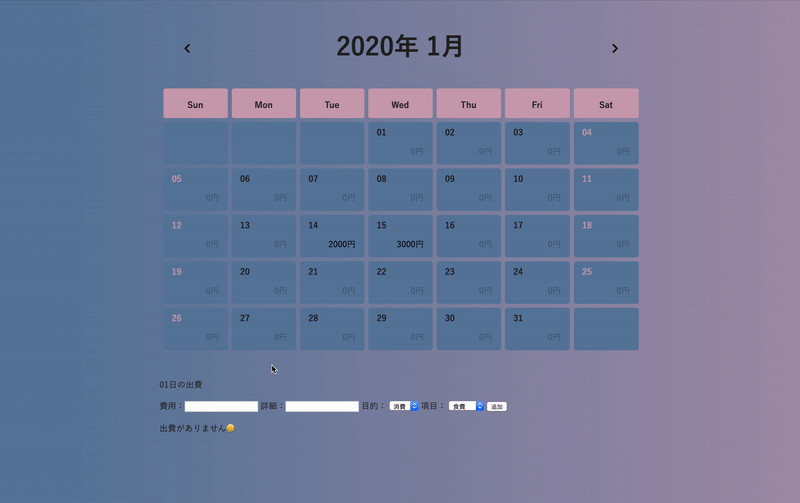 2020年 1月
Sun Mon Tue Wed Thu Fri Sat
01 02 03 04
0円 0円 0円 0円
05 06 07 08 09 10 11
0円 0円 0円 0円 0円 0円 0円
12 13 14 15 16 17 18
0円 0円 2000円 3000円 0円 0円 0円
19 20 21 22 23 24 25
0円 0円 0円 0円 0円 0円 0円
26 27 28 29 30 31
0円 0円 0円 0円 0円 0円
01日の出費
費用： 詳細： 目的： 消費 項目： 食費 追加
出費がありません😀